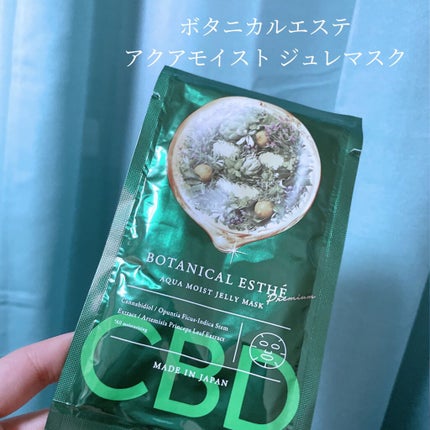 ボタニカルエステ
アクアモイスト ジュレマスク
BOTANICAL ESTHÉ
AQUA MOIST JELLY MASK
Premium
Cannabidiol / Opuntia Ficus-Indica Stem
Extract / Artemisia Princeps Leaf Extract
*All moisturizing
CBD
MADE IN JAPAN